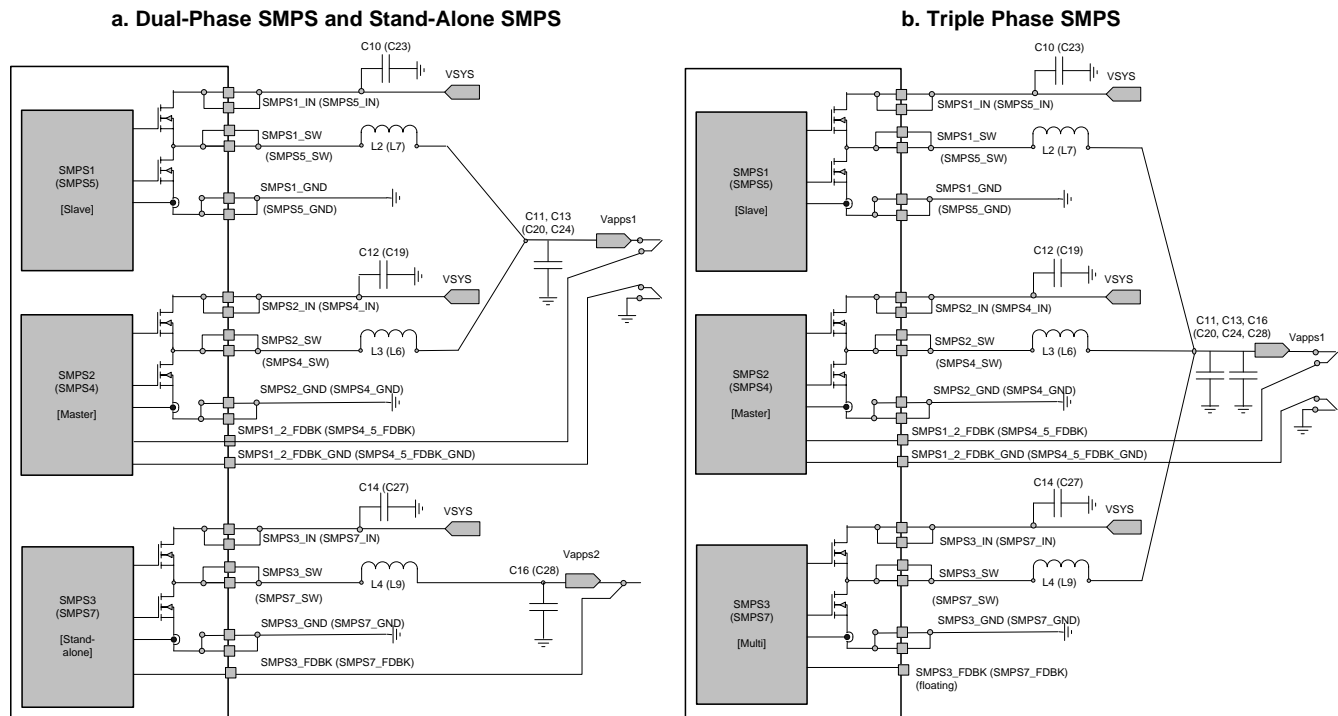 a. Dual-Phase SMPS and Stand-Alone SMPS
C10 (C23)
VSYS
SMPS1_IN (SMPS5_IN)
SMPS1_SW
(SMPS5_SW)
L2 (L7)
SMPS1
(SMPS5)
[Slave]
SMPS1_GND
(SMPS5_GND)
C11, C13
(C20, C24)
Vapps1
C12 (C19)
VSYS
SMPS2_IN (SMPS4_IN)
SMPS2_SW
(SMPS4_SW)
L3 (L6)
SMPS2
(SMPS4)
[Master]
SMPS2_GND (SMPS4_GND)
SMPS1_2_FDBK (SMPS4_5_FDBK)
SMPS1_2_FDBK_GND (SMPS4_5_FDBK_GND)
C14 (C27)
VSYS
SMPS3_IN (SMPS7_IN)
SMPS3_SW
(SMPS7_SW)
L4 (L9)
C16 (C28)
Vapps2
SMPS3
(SMPS7)
[Stand-
alone]
SMPS3_GND (SMPS7_GND)
SMPS3_FDBK (SMPS7_FDBK)
b. Triple Phase SMPS
C10 (C23)
VSYS
SMPS1_IN (SMPS5_IN)
SMPS1_SW
(SMPS5_SW)
L2 (L7)
SMPS1
(SMPS5)
[Slave]
SMPS1_GND
(SMPS5_GND)
C12 (C19)
VSYS
SMPS2_IN (SMPS4_IN)
SMPS2_SW
(SMPS4_SW)
L3 (L6)
C11, C13, C16
(C20, C24, C28)
Vapps1
SMPS2
(SMPS4)
[Master]
SMPS2_GND (SMPS4_GND)
SMPS1_2_FDBK (SMPS4_5_FDBK)
SMPS1_2_FDBK_GND (SMPS4_5_FDBK_GND)
C14 (C27)
VSYS
SMPS3_IN (SMPS7_IN)
SMPS3_SW
(SMPS7_SW)
L4 (L9)
SMPS3
(SMPS7)
[Multi]
SMPS3_GND (SMPS7_GND)
SMPS3_FDBK (SMPS7_FDBK)
(floating)